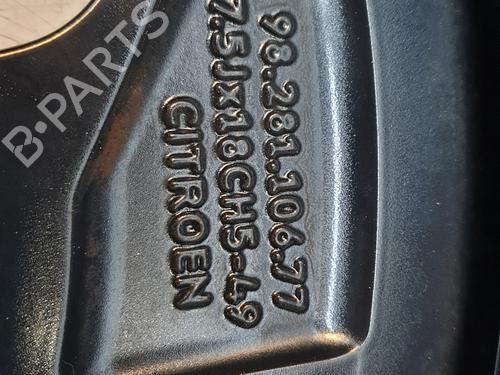 98.281.106.77
7.5JX18CH5-49
CITROEN
B-PARTS